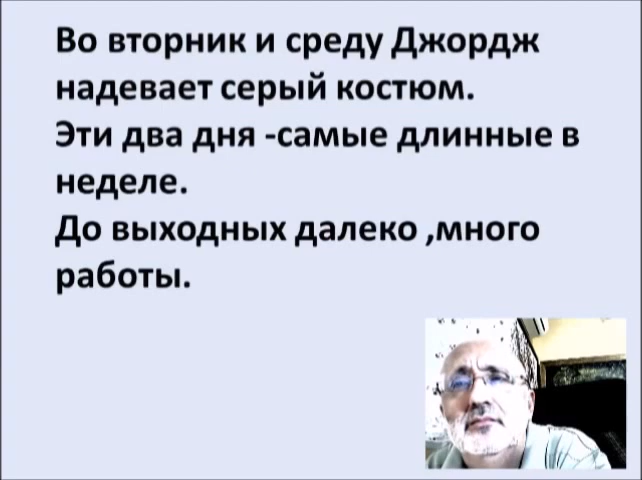 Во вторник и среду Джордж
надевает серый костюм.
Эти два дня -самые длинные в
неделе.
До выходных далеко ,много
работы.